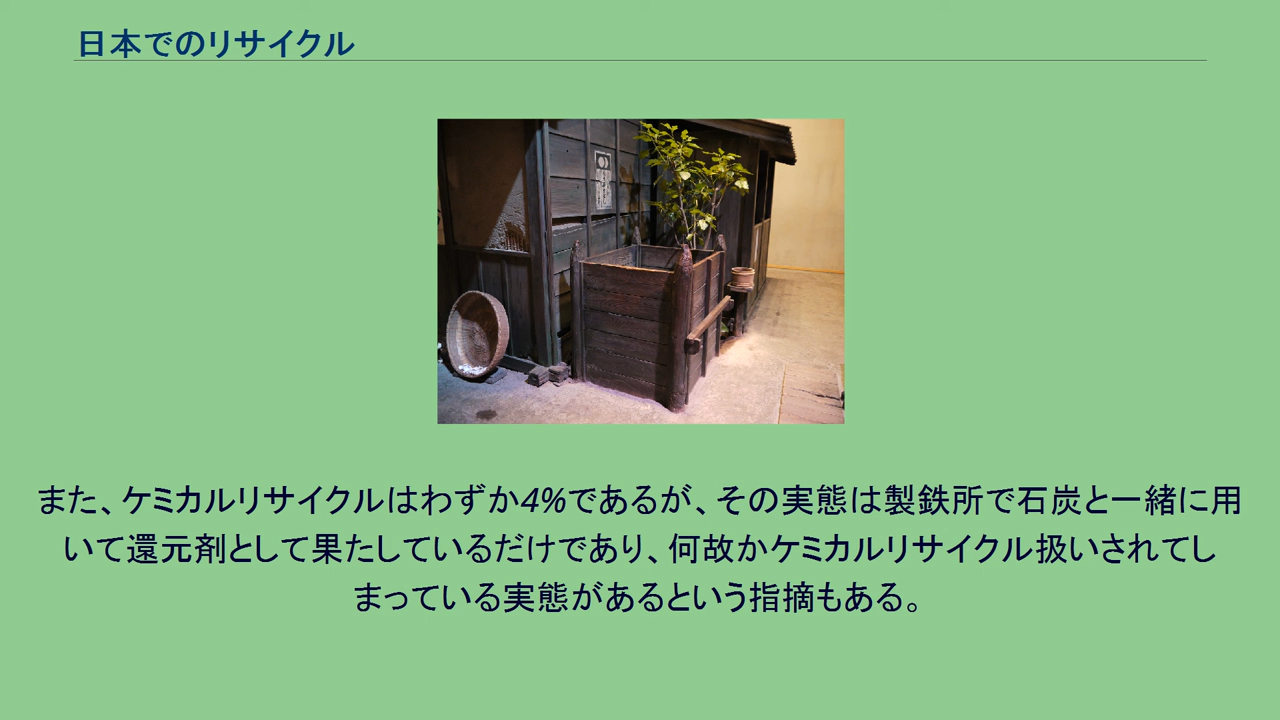 日本でのリサイクル
また、ケミカルリサイクルはわずか4%であるが、その実態は製鉄所で石炭と一緒に用
いて還元剤として果たしているだけであり、何故かケミカルリサイクル扱いされてし
まっている実態があるという指摘もある。